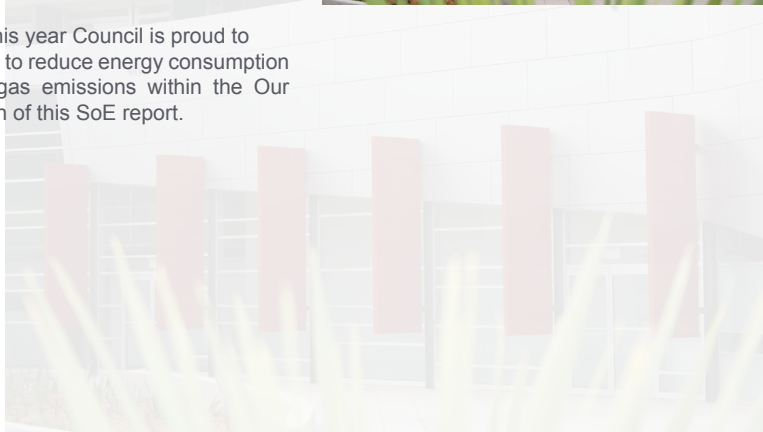 his year Council is proud to
to reduce energy consumption
gas emissions within the Our
n of this SoE report.